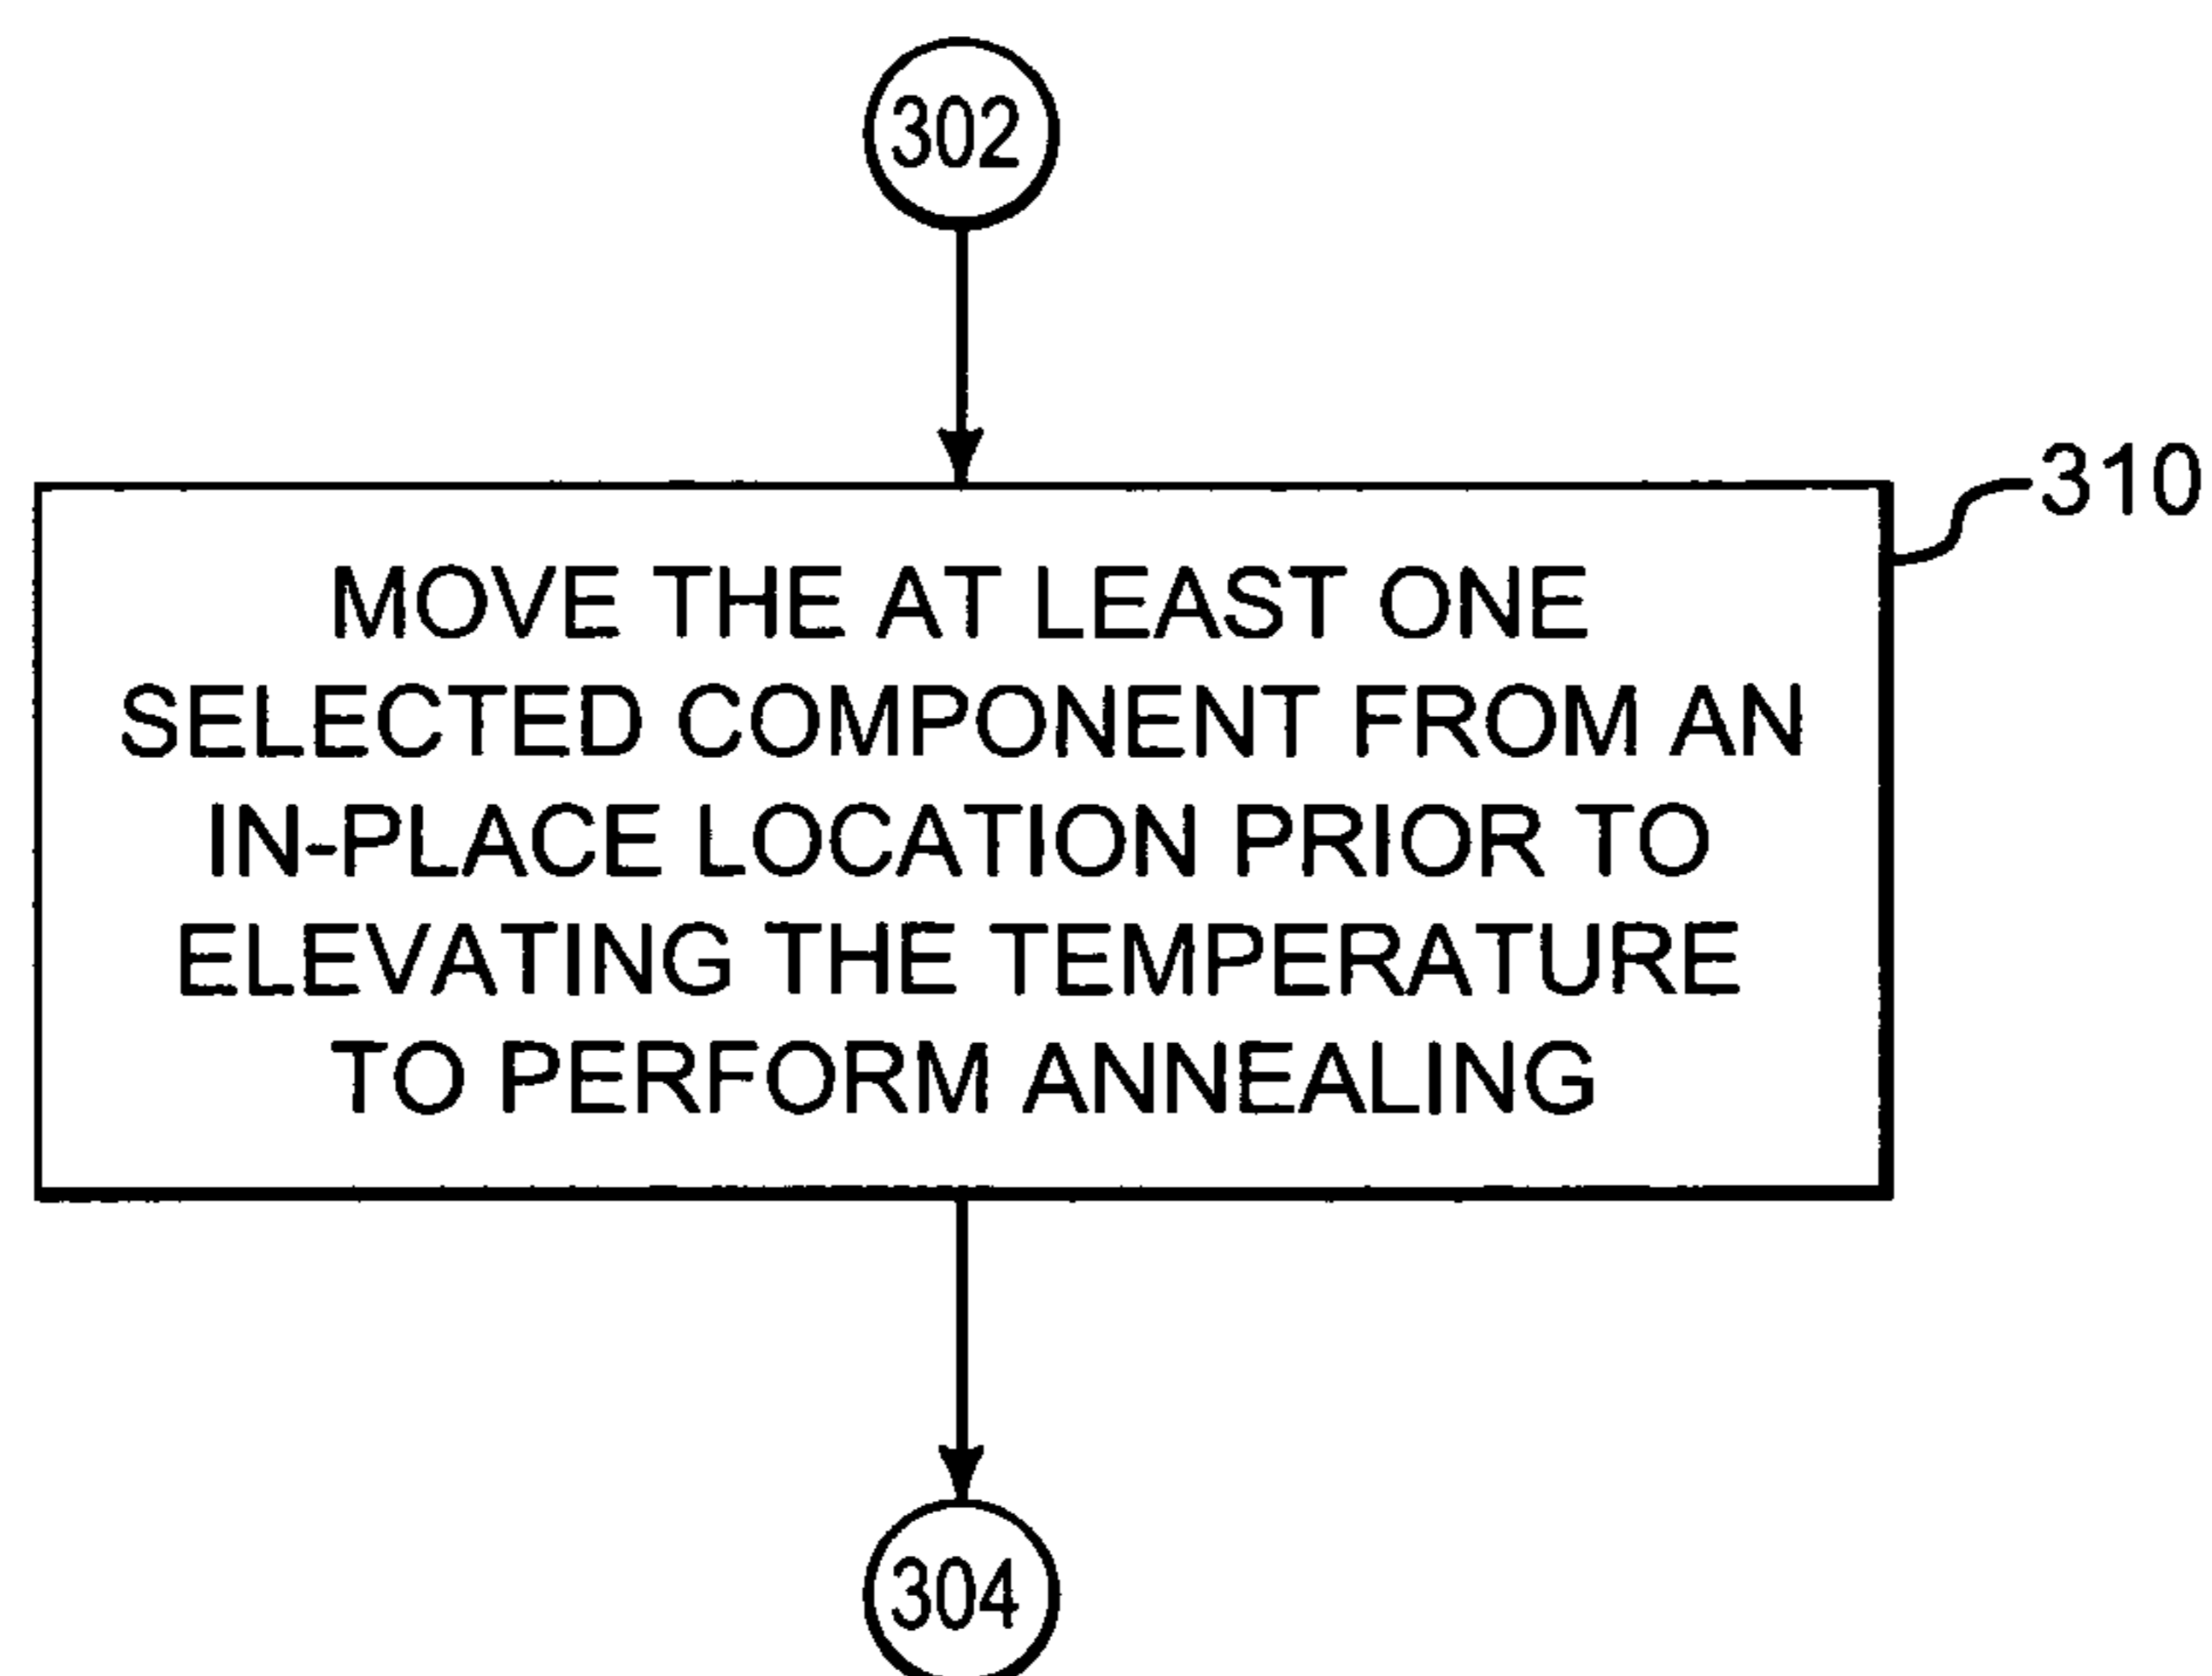 302
310
MOVE THE AT LEAST ONE
SELECTED COMPONENT FROM AN
IN-PLACE LOCATION PRIOR TO
ELEVATING THE TEMPERATURE
TO PERFORM ANNEALING
304